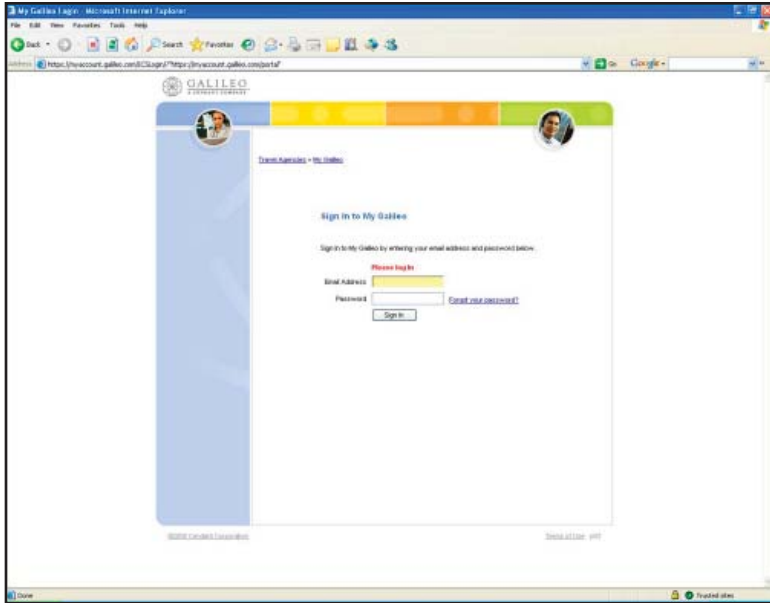 My Galileo Login - Microsoft Internet Explorer
File Edit View Favorites Tools Help
Back Search Favorites
Address Go Google
GALILEO
Travel Agencies > My Galileo
Sign In to My Galileo
Sign in to My Galileo by entering your email address and password below.
Please log in
Email Address
Password Forgot your password?
Sign In
Cendant Corporation
Terms of Use
Done Trusted sites